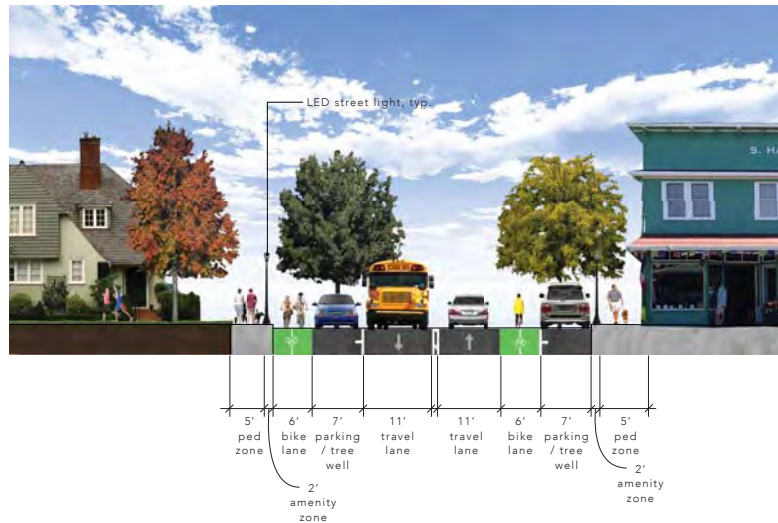 LED street light, typ.
S. HA
5’
ped
zone
6’
bike
lane
7’
parking
/ tree
well
11’
travel
lane
11’
travel
lane
6’
bike
lane
7’
parking
/ tree
well
5’
ped
zone
2’
amenity
zone
2’
amenity
zone